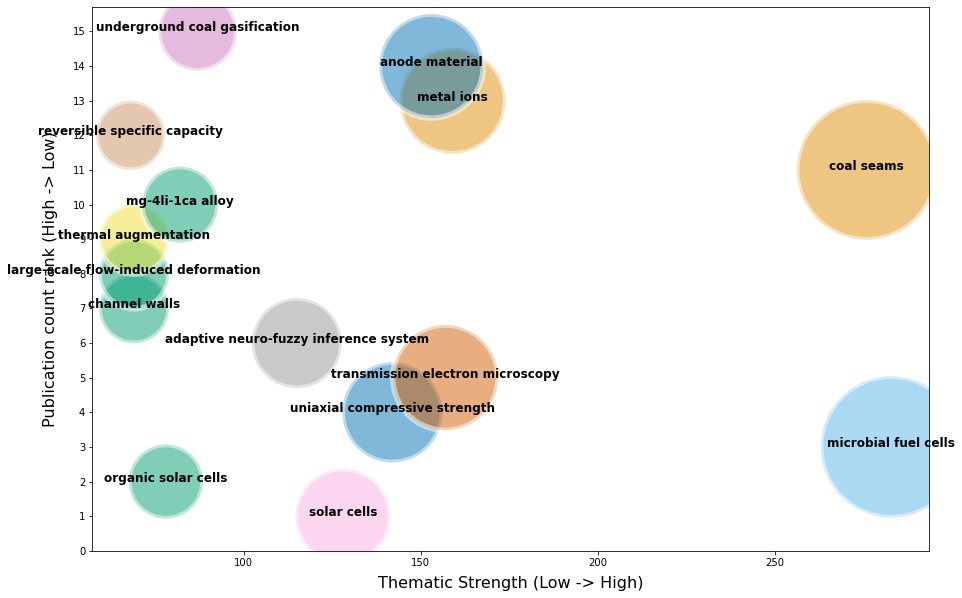 15
underground coal gasification
14
anode material
13
metal ions
12
reversible specific capacity
11
coal seams
10
mg-4li-1ca alloy
9
thermal augmentation
8
large-scale flow-induced deformation
7
channel walls
6
adaptive neuro-fuzzy inference system
5
transmission electron microscopy
4
uniaxial compressive strength
3
microbial fuel cells
2
organic solar cells
1
solar cells
0
Publication count rank (High -> Low)
100
150
200
250
Thematic Strength (Low -> High)